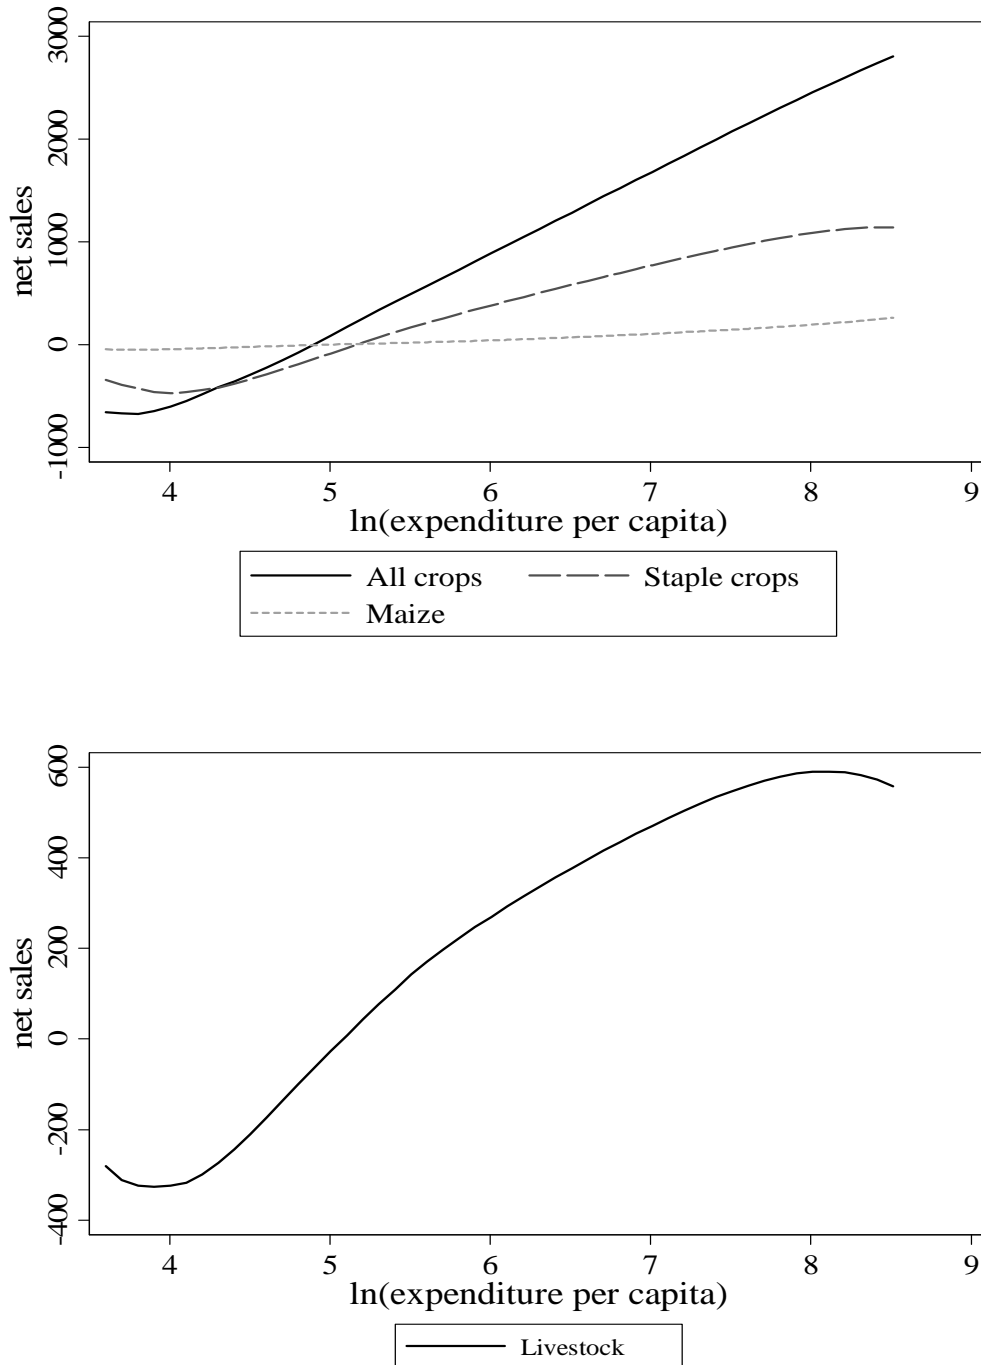 3000
2000
1000
0
-1000
net sales
4 5 6 7 8 9
ln(expenditure per capita)
All crops Staple crops
Maize
600
400
200
0
-200
-400
net sales
4 5 6 7 8 9
ln(expenditure per capita)
Livestock